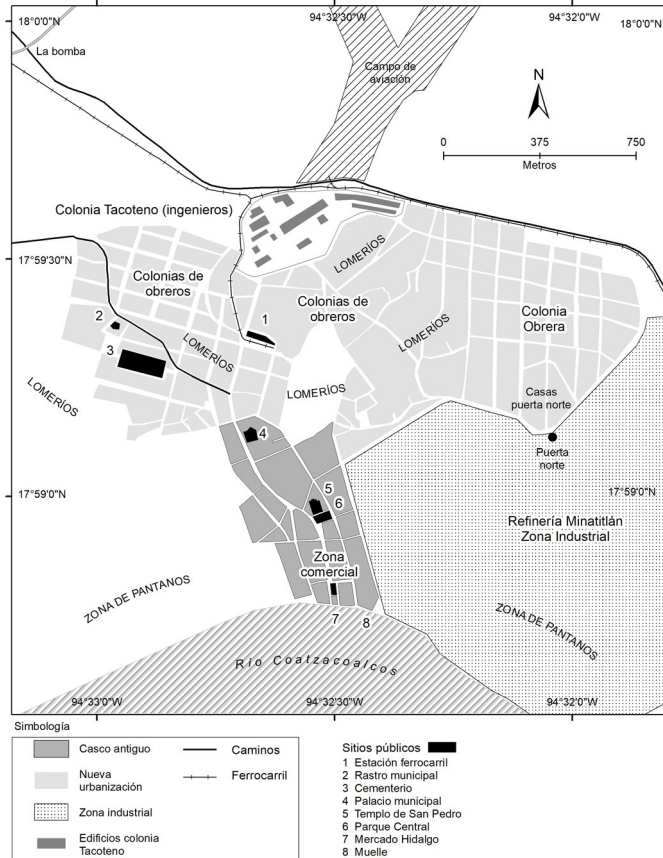 18°0'0"N
94°32'30"W
94°32'0"W
18°0'0"N
La bomba
Campo de
aviación
N
0 375 750
Metros
Colonia Tacoteno (ingenieros)
LOMERÍOS
17°59'30"N
Colonias de
obreros
Colonias de
obreros
1
Colonia
Obrera
2
LOMERÍOS
LOMERÍOS
3
LOMERÍOS
LOMERÍOS
Casas
puerta norte
4
Puerta
norte
5
6
17°59'0"N
17°59'0"N
Refinería Minatitlán
Zona Industrial
Zona
comercial
ZONA DE PANTANOS
7
8
ZONA DE PANTANOS
Río Coatzacoalcos
94°33'0"W
94°32'30"W
94°32'0"W
Simbología
Casco antiguo
Nueva
urbanización
Zona industrial
Edificios colonia
Tacoteno
Caminos
Ferrocarril
Sitios públicos
1 Estación ferrocarril
2 Rastro municipal
3 Cementerio
4 Palacio municipal
5 Templo de San Pedro
6 Parque Central
7 Mercado Hidalgo
8 Muelle